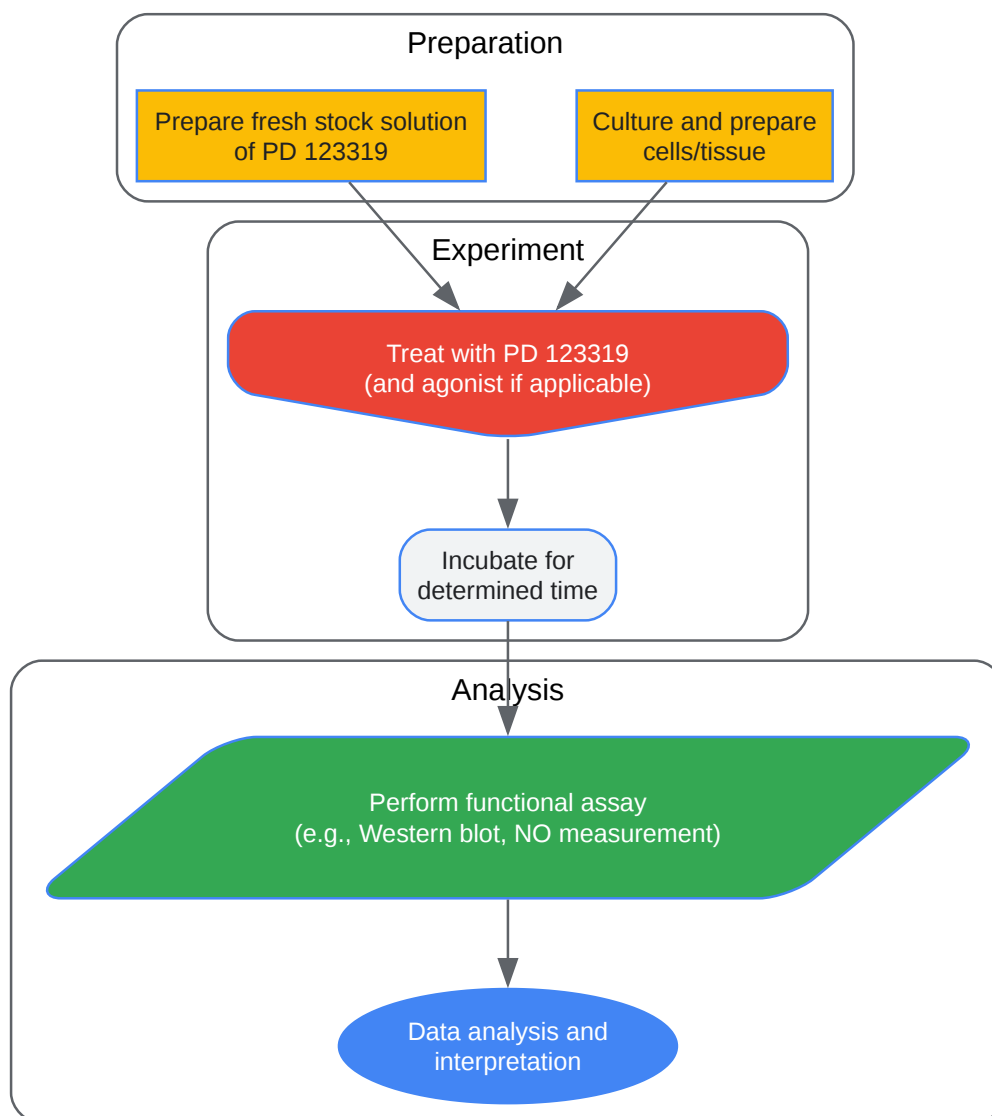 Preparation
Prepare fresh stock solution
of PD 123319
Culture and prepare
cells/tissue
Experiment
Treat with PD 123319
(and agonist if applicable)
Incubate for
determined time
Analysis
Perform functional assay
(e.g., Western blot, NO measurement)
Data analysis and
interpretation